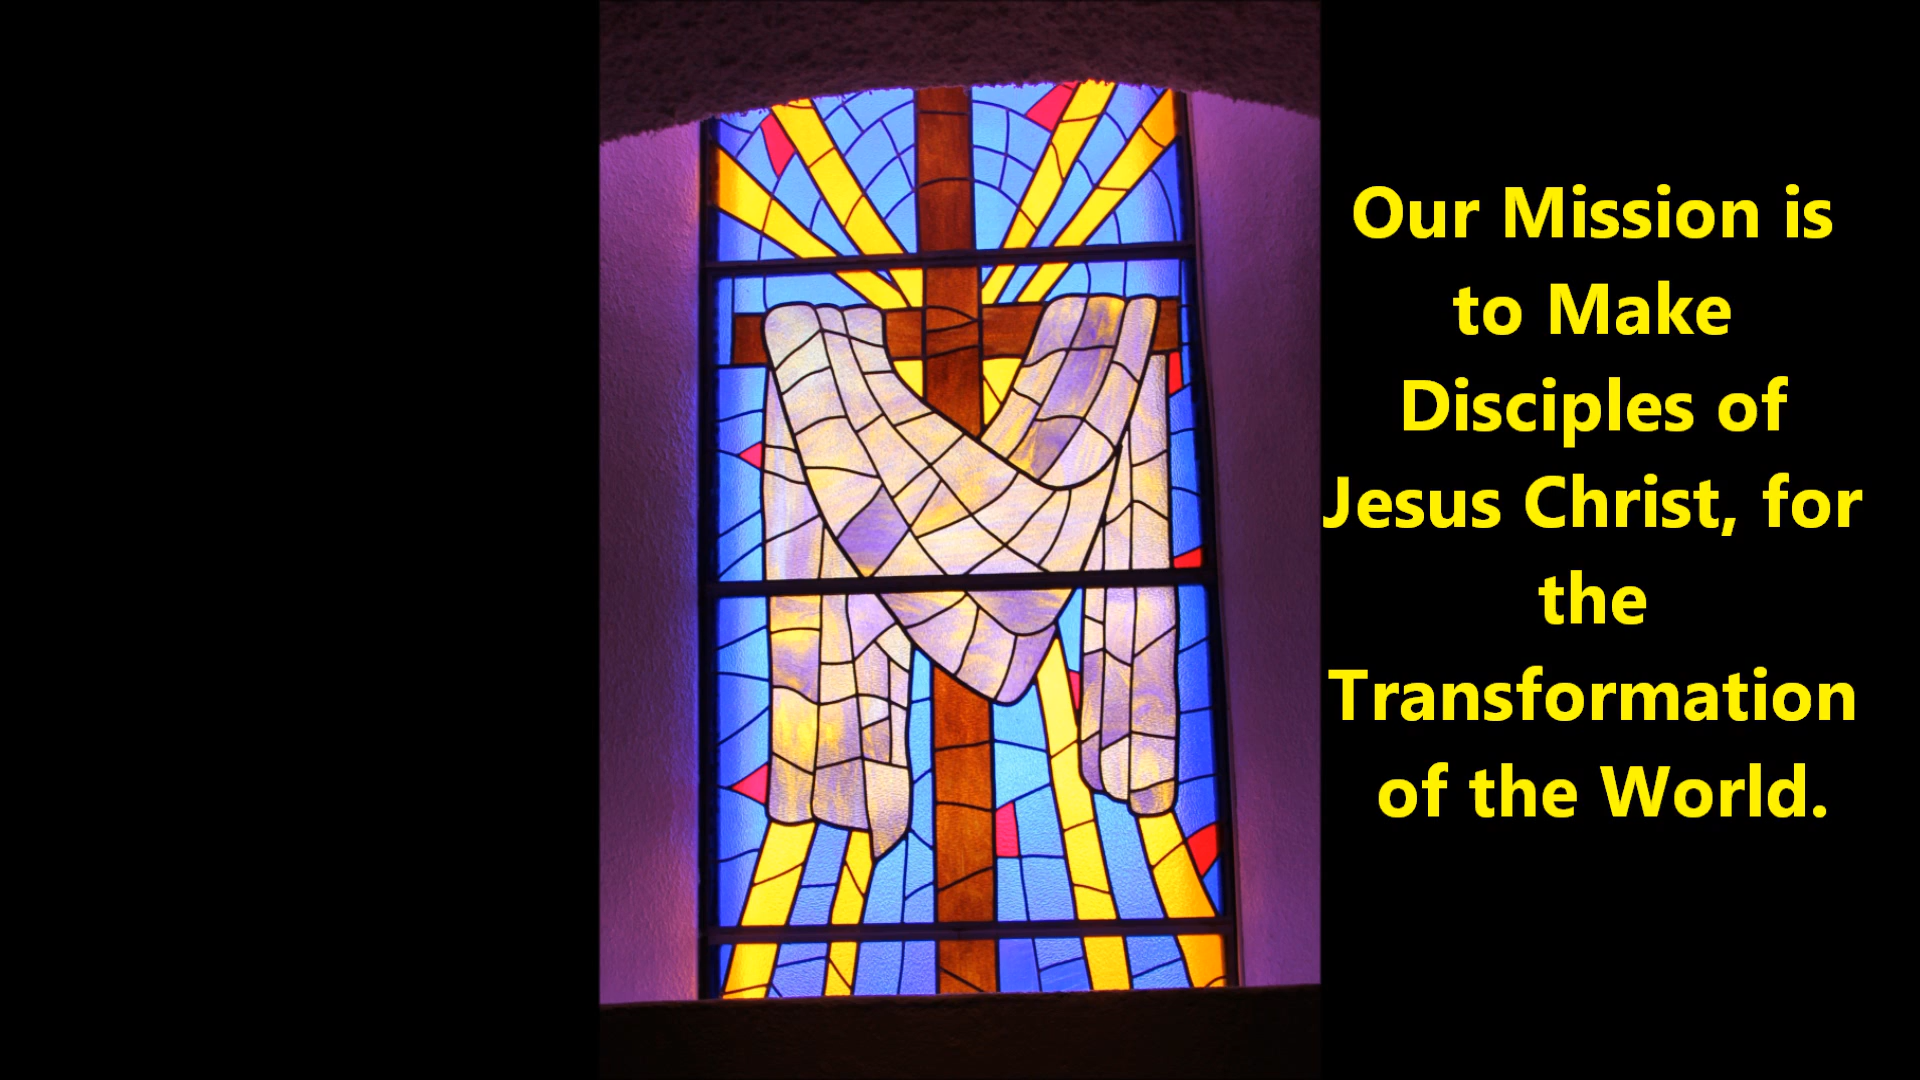 Our Mission is
to Make
Disciples of
Jesus Christ, for
the
Transformation
of the World.